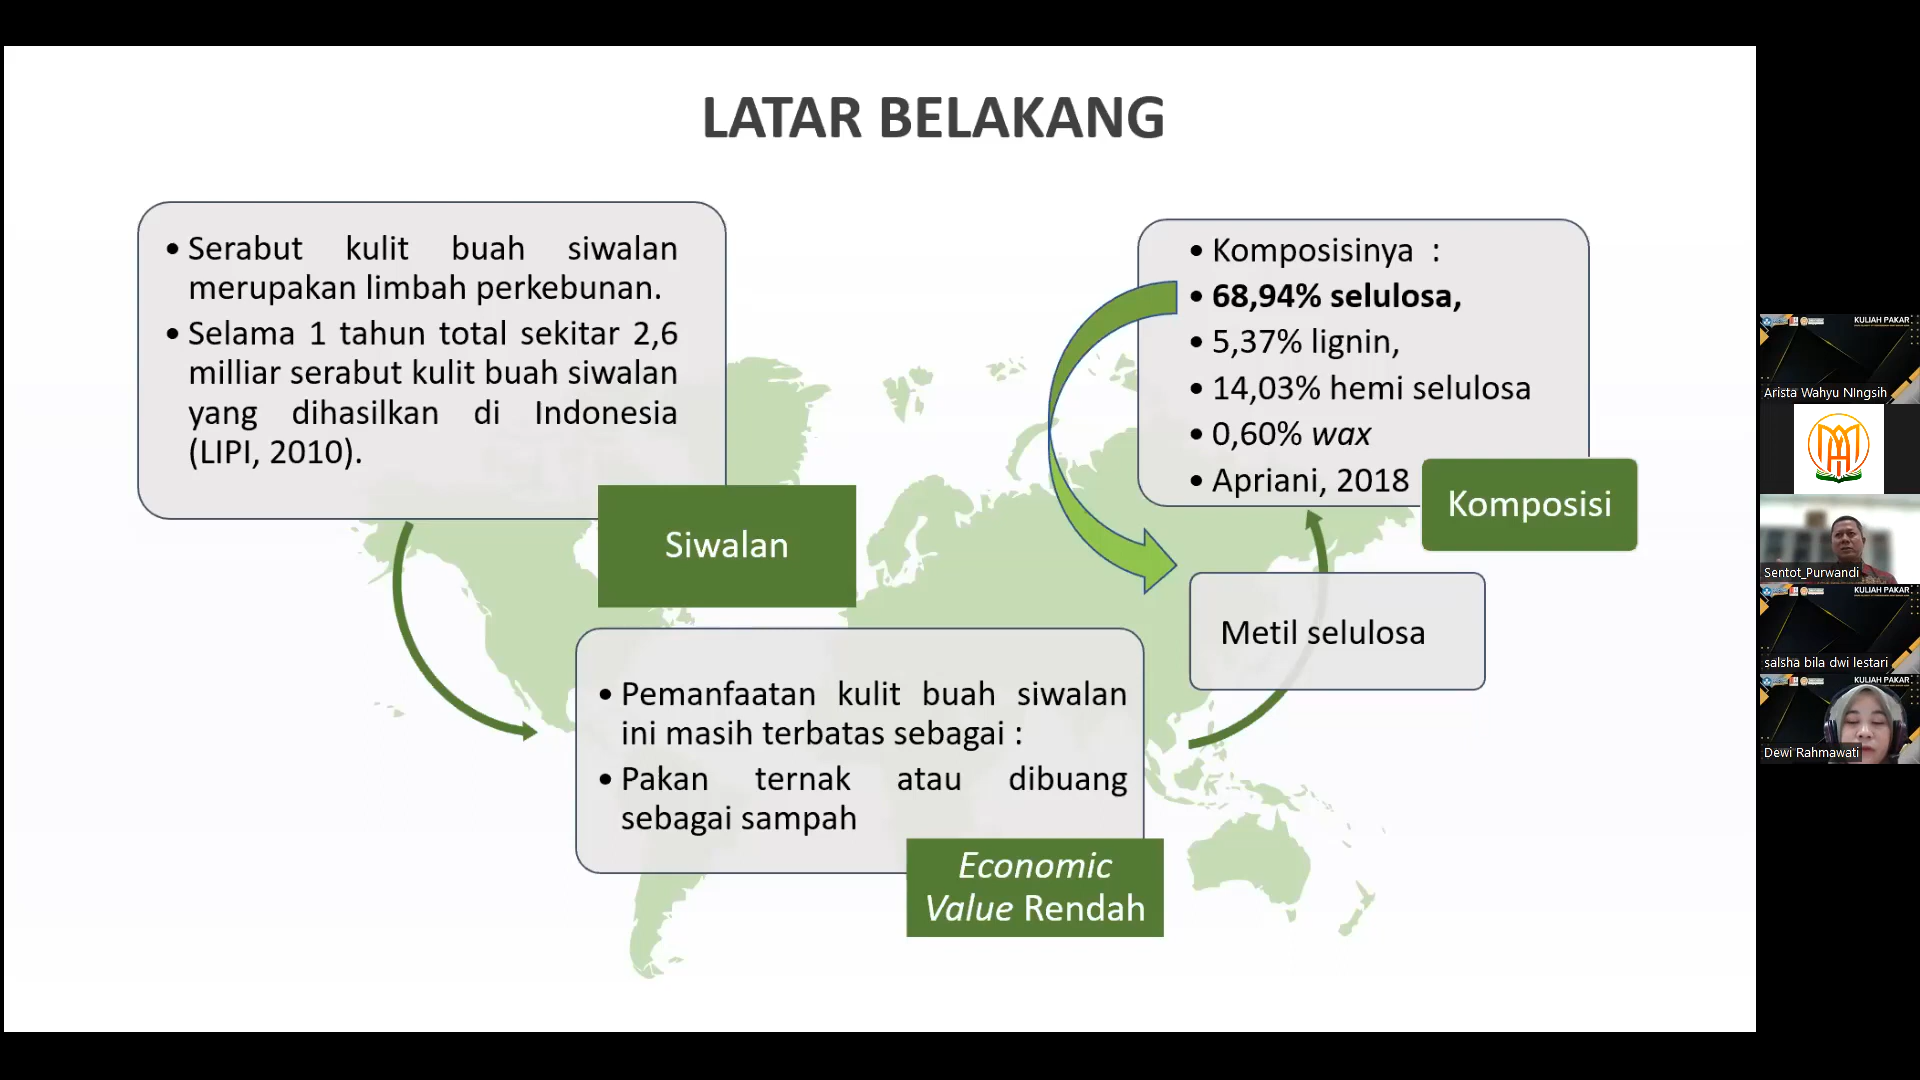 LATAR BELAKANG
• Serabut kulit buah siwalan
merupakan limbah perkebunan.
• Selama 1 tahun total sekitar 2,6
milliar serabut kulit buah siwalan
yang dihasilkan di Indonesia
(LIPI, 2010).
Siwalan
• Pemanfaatan kulit buah siwalan
ini masih terbatas sebagai :
• Pakan ternak atau dibuang
sebagai sampah
Economic
Value Rendah
• Komposisinya :
• 68,94% selulosa,
• 5,37% lignin,
• 14,03% hemi selulosa
• 0,60% wax
• Apriani, 2018
Komposisi
Metil selulosa
KULIAH PAKAR
Arista Wahyu NIngsih
Sentot_Purwandi
KULIAH PAKAR
salsha bila dwi lestari
KULIAH PAKAR
Dewi Rahmawati